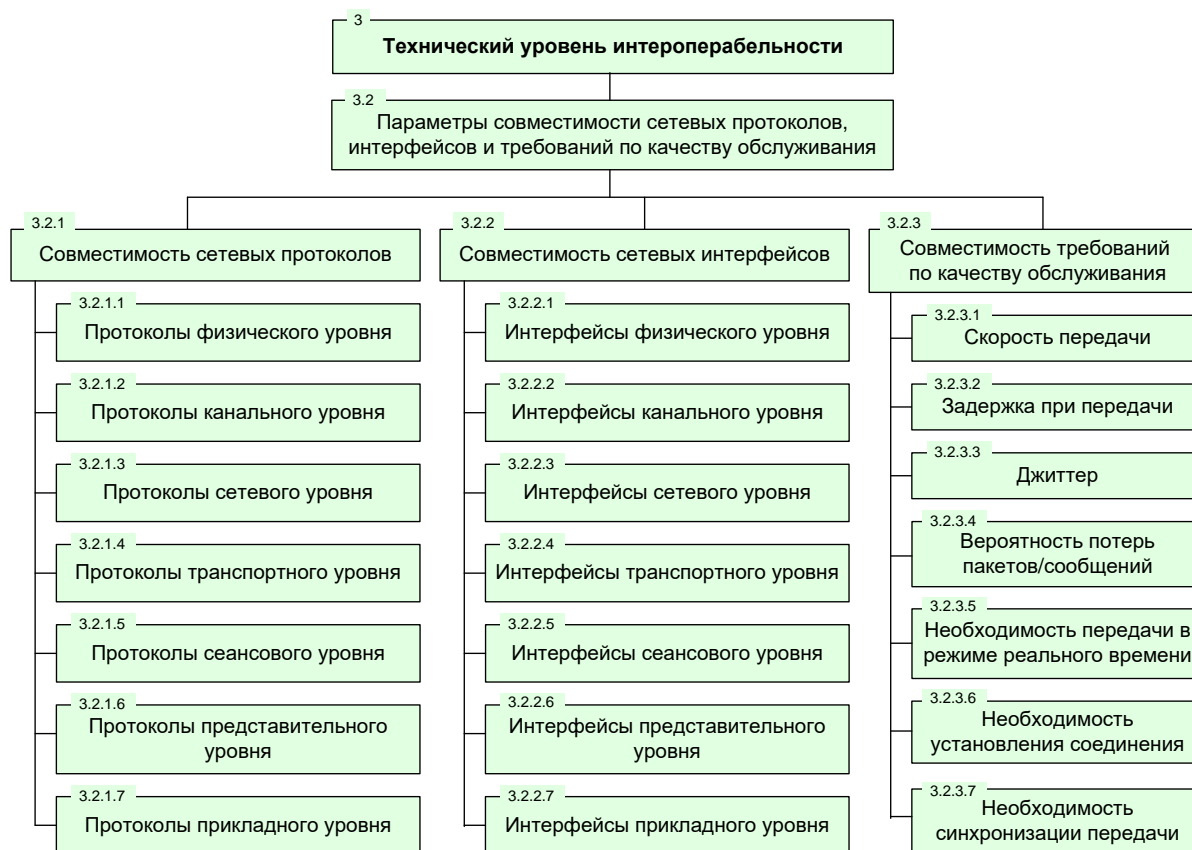 3
Технический уровень интероперабельности
3.2
Параметры совместимости сетевых протоколов,
интерфейсов и требований по качеству обслуживания
3.2.1
Совместимость сетевых протоколов
3.2.1.1
Протоколы физического уровня
3.2.1.2
Протоколы канального уровня
3.2.1.3
Протоколы сетевого уровня
3.2.1.4
Протоколы транспортного уровня
3.2.1.5
Протоколы сеансового уровня
3.2.1.6
Протоколы представительного
уровня
3.2.1.7
Протоколы прикладного уровня
3.2.2
Совместимость сетевых интерфейсов
3.2.2.1
Интерфейсы физического уровня
3.2.2.2
Интерфейсы канального уровня
3.2.2.3
Интерфейсы сетевого уровня
3.2.2.4
Интерфейсы транспортного уровня
3.2.2.5
Интерфейсы сеансового уровня
3.2.2.6
Интерфейсы представительного
уровня
3.2.2.7
Интерфейсы прикладного уровня
3.2.3
Совместимость требований
по качеству обслуживания
3.2.3.1
Скорость передачи
3.2.3.2
Задержка при передачи
3.2.3.3
Джиттер
3.2.3.4
Вероятность потерь
пакетов/сообщений
3.2.3.5
Необходимость передачи в
режиме реального времени
3.2.3.6
Необходимость
установления соединения
3.2.3.7
Необходимость
синхронизации передачи